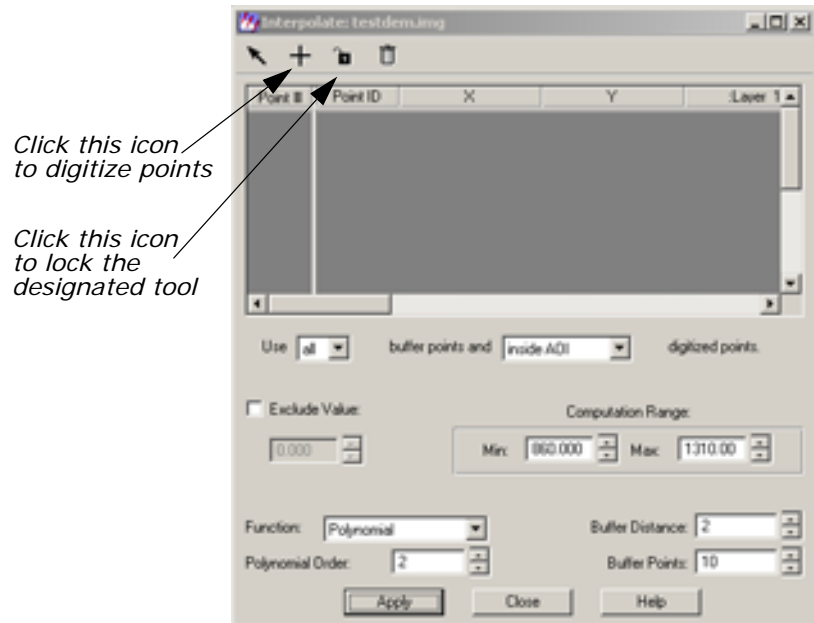 Interpolate: testdem.img
Point # Point ID X Y :Layer 1
Click this icon
to digitize points
Click this icon
to lock the
designated tool
Use all buffer points and inside AOI digitized points.
Exclude Value: Computation Range:
0.000 Min: 860.000 Max: 1310.00
Function: Polynomial Buffer Distance: 2
Polynomial Order: 2 Buffer Points: 10
Apply Close Help